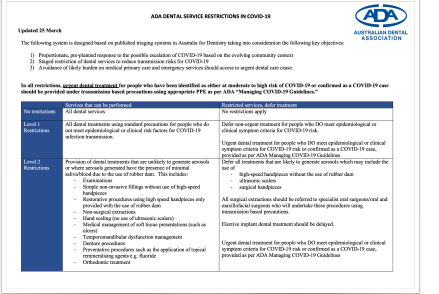 ADA DENTAL SERVICE RESTRICTIONS IN COVID-19
ADA
AUSTRALIAN DENTAL
ASSOCIATION
Updated 25 March
The following system is designed based on published triaging systems in Australia for Dentistry taking into consideration the following key objectives:
1) Proportionate, pre-planned response to the possible escalation of COVID-19 based on the evolving community context
2) Staged restriction of dental services to reduce transmission risks for COVID-19
3) Avoidance of likely burden on medical primary care and emergency services should access to urgent dental care cease.
In all restrictions, urgent dental treatment for people who have been identified as either at moderate to high risk of COVID-19 or confirmed as a COVID-19 case
should be provided under transmission based precautions using appropriate PPE as per ADA "Managing COVID-19 Guidelines."
Services that can be performed
Restricted services, defer treatment
No restrictions
All dental services
No restrictions apply
Level 1
Restrictions
All dental treatments using standard precautions for people who do
not meet epidemiological or clinical risk factors for COVID-19
infection transmission.
Defer non-urgent treatment for people who DO meet epidemiological or
clinical symptom criteria for COVID-19 risk.
Urgent dental treatment for people who DO meet epidemiological or clinical
symptom criteria for COVID-19 risk or confirmed as a COVID-19 case,
provided as per ADA Managing COVID-19 Guidelines
Level 2
Restrictions
Provision of dental treatments that are unlikely to generate aerosols
or where aerosols generated have the presence of minimal
saliva/blood due to the use of rubber dam. This includes:
- Examinations
- Simple non-invasive fillings without use of high-speed
handpieces
- Restorative procedures using high speed handpieces only
provided with the use of rubber dam
- Non-surgical extractions
- Hand scaling (no use of ultrasonic scalers)
- Medical management of soft tissue presentations (such as
ulcers)
- Temporomandibular dysfunction management
- Denture procedures
- Preventive procedures such as the application of topical
remineralising agents e.g. fluoride
- Orthodontic treatment
Defer all treatments that are likely to generate aerosols which may include the
use of
- high-speed handpieces without the use of rubber dam
- ultrasonic scalers
- surgical handpieces
All surgical extractions should be referred to specialist oral surgeons/oral and
maxillofacial surgeons who will undertake these procedures using
transmission based precautions.
Elective implant dental treatment should be delayed.
Urgent dental treatment for people who DO meet epidemiological or clinical
symptom criteria for COVID-19 risk or confirmed as a COVID-19 case,
provided as per ADA Managing COVID-19 Guidelines